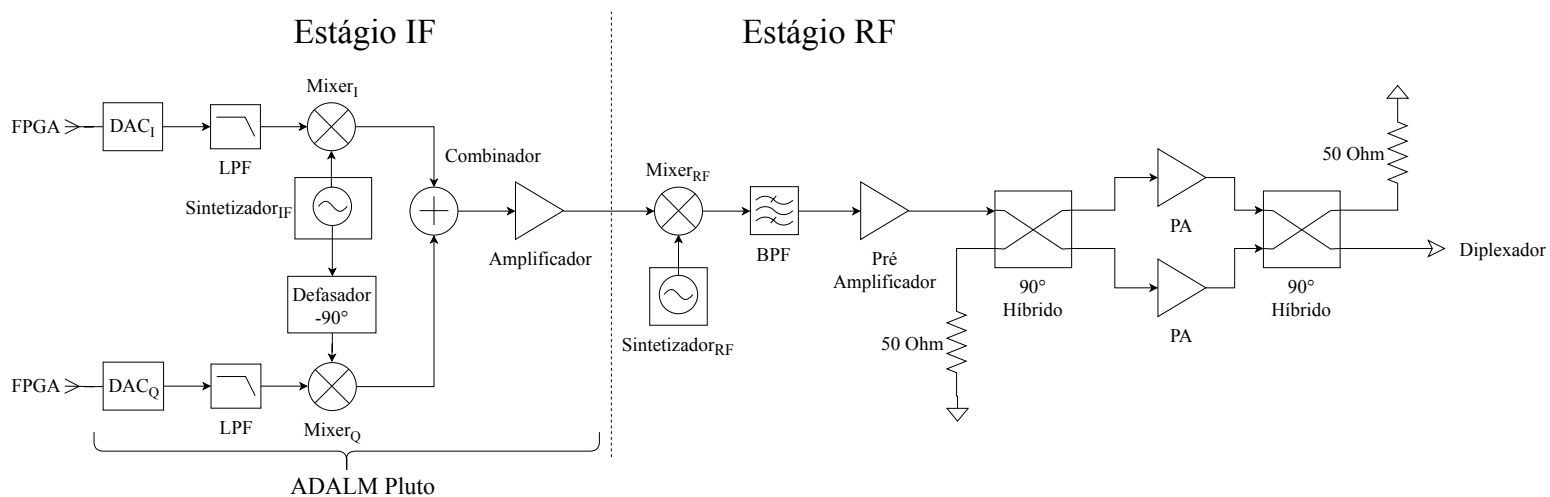 Estágio IF
Estágio RF
Mixer_I
FPGA
DAC_I
LPF
Combinador
Sintetizador_IF
Amplificador
Defasador
-90°
FPGA
DAC_Q
LPF
Mixer_Q
ADALM Pluto
Mixer_RF
BPF
Sintetizador_RF
Pré
Amplificador
50 Ohm
90°
Híbrido
PA
PA
90°
Híbrido
50 Ohm
Diplexador